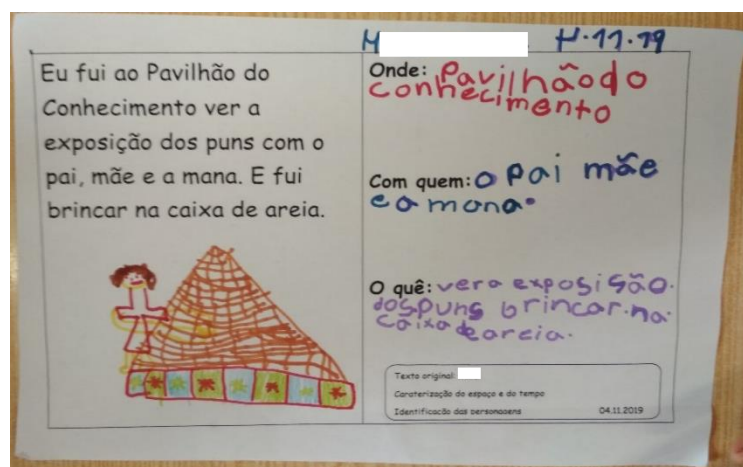 4.11.19
Eu fui ao Pavilhão do
Conhecimento ver a
exposição dos puns com o
pai, mãe e a mana. E fui
brincar na caixa de areia.
Onde: Pavilhão do
conhecimento
Com quem: o pai mãe
e a mana.
O quê: ver a exposisão.
dos puns brincar.na.
caixa de areia.
Texto original:
Caraterização do espaço e do tempo
Identificação das personagens 04.11.2019